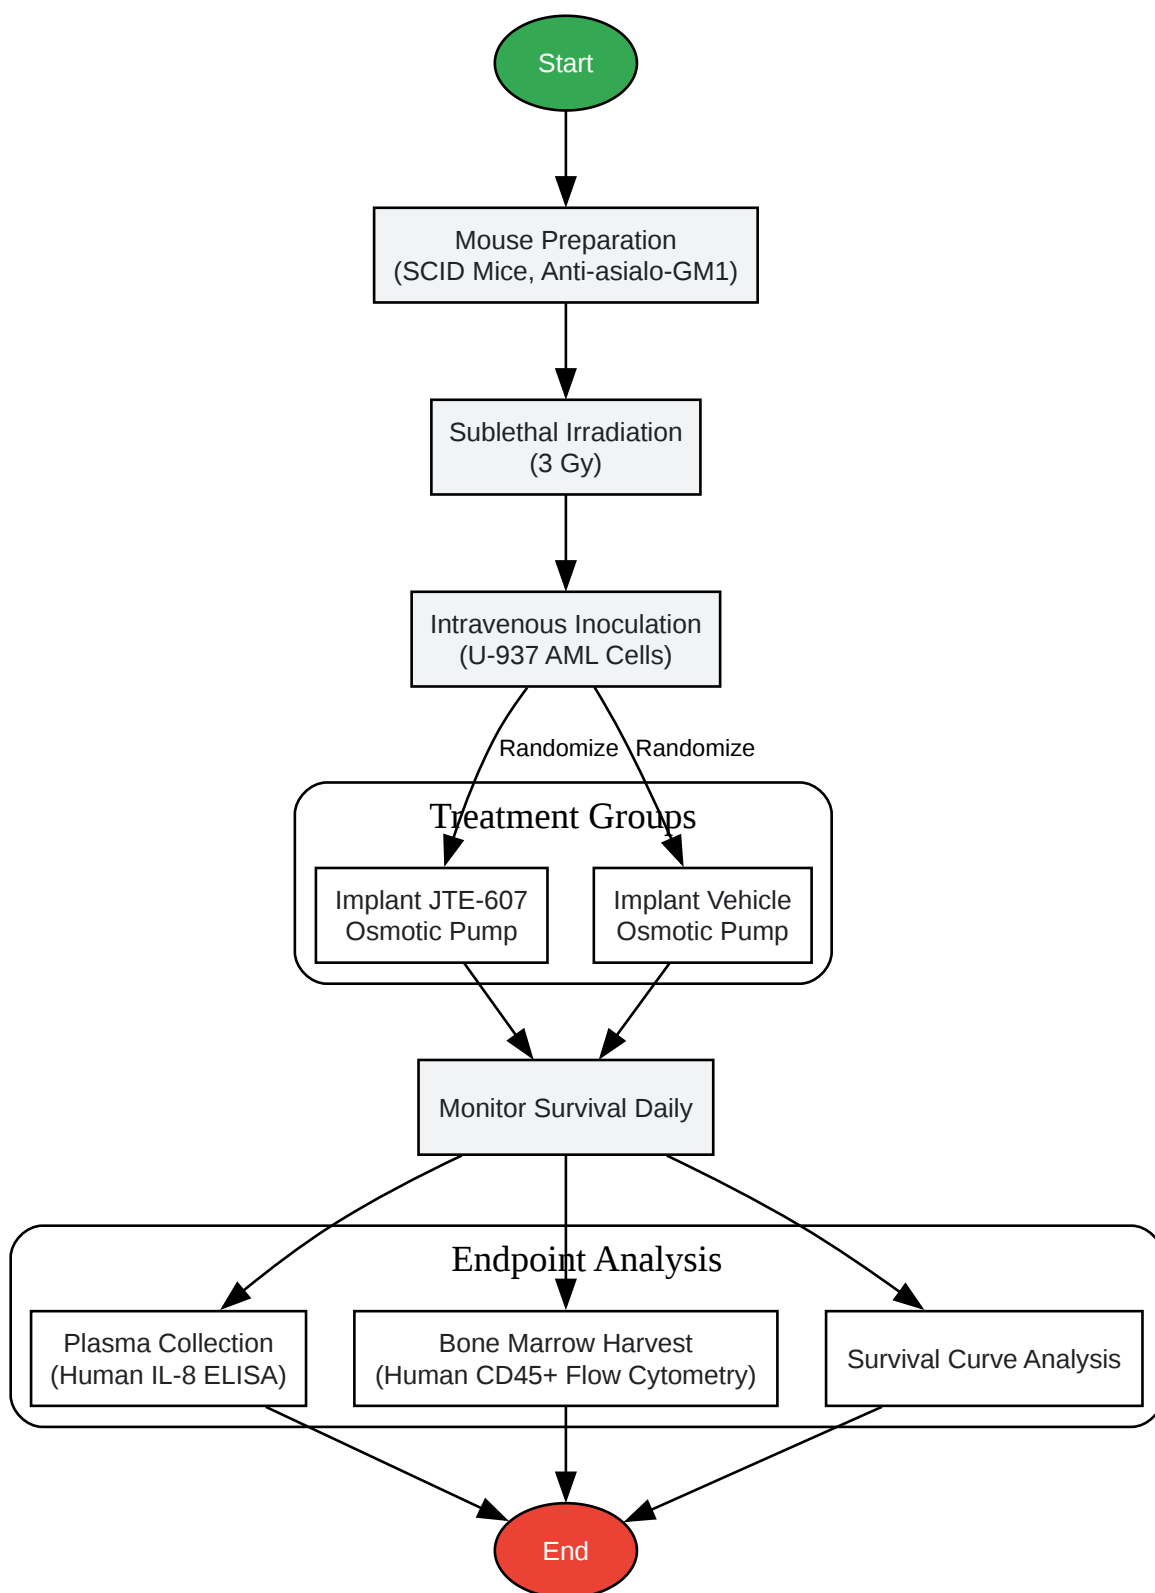 Start
Mouse Preparation
(SCID Mice, Anti-asialo-GM1)
Sublethal Irradiation
(3 Gy)
Intravenous Inoculation
(U-937 AML Cells)
Randomize
Randomize
Treatment Groups
Implant JTE-607
Osmotic Pump
Implant Vehicle
Osmotic Pump
Monitor Survival Daily
Endpoint Analysis
Plasma Collection
(Human IL-8 ELISA)
Bone Marrow Harvest
(Human CD45+ Flow Cytometry)
Survival Curve Analysis
End